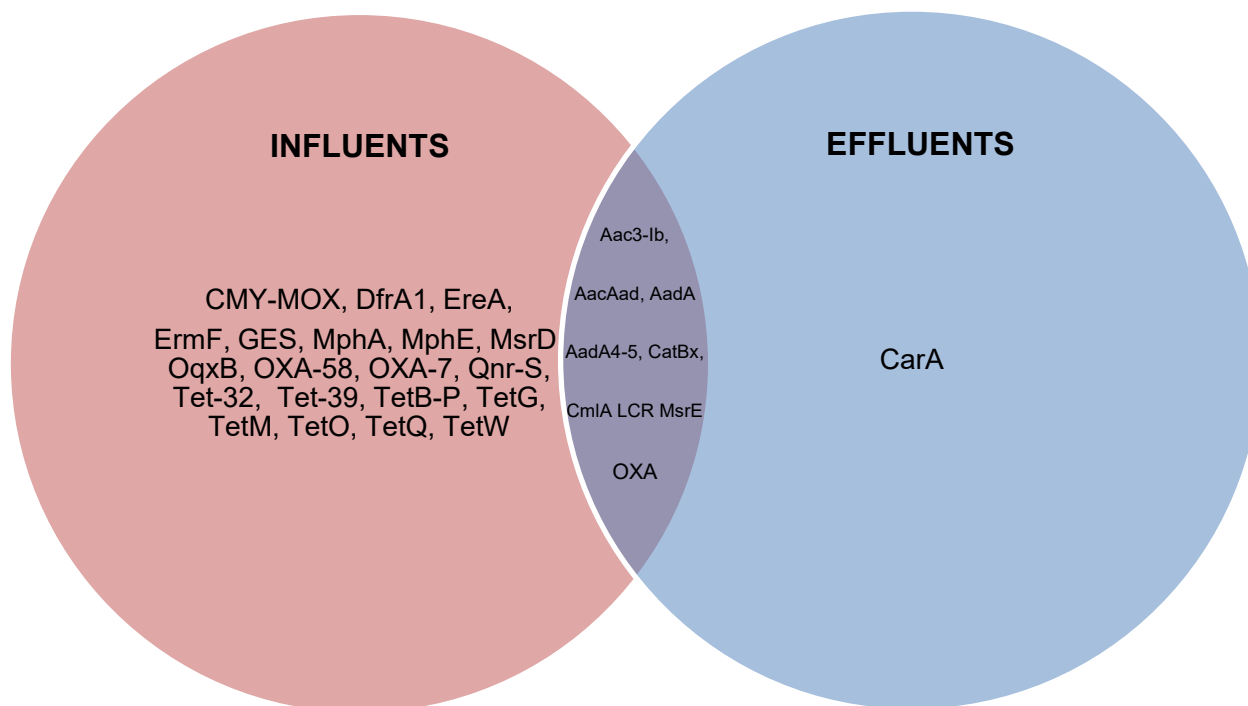 INFLUENTS
CMY-MOX, DfrA1, EreA,
ErmF, GES, MphA, MphE, MsrD
OqxB, OXA-58, OXA-7, Qnr-S,
Tet-32, Tet-39, TetB-P, TetG,
TetM, TetO, TetQ, TetW
Aac3-Ib,
AacAad, AadA
AadA4-5, CatBx,
CmlA LCR MsrE
OXA
EFFLUENTS
CarA